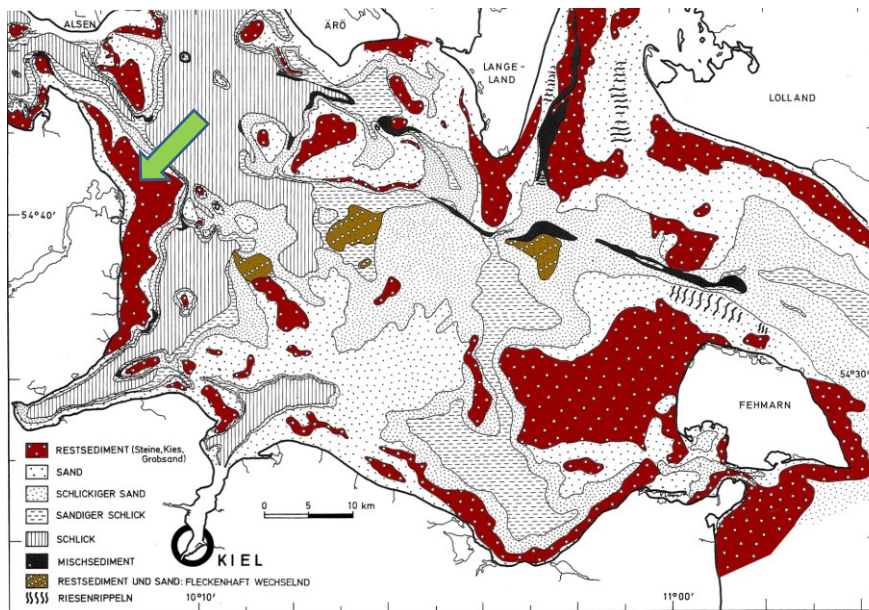 ALSEN
ÄRÖ
LANGE-
LAND
LOLLAND
54°40'
54°30'
FEHMARN
RESTSEDIMENT (Steine, Kies,
Grobsand)
SAND
SCHLICKIGER SAND
SANDIGER SCHLICK
SCHLICK
MISCHSEDIMENT
RESTSEDIMENT UND SAND: FLECKENHAFT WECHSELND
RIESENRIPPELN
0 5 10 km
KIEL
10°10'
11°00'